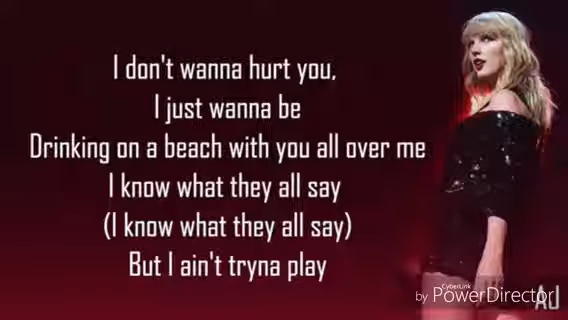 I don't wanna hurt you,
I just wanna be
Drinking on a beach with you all over me
I know what they all say
(I know what they all say)
But I ain't tryna play
CyberLink
by PowerDirector
AJ